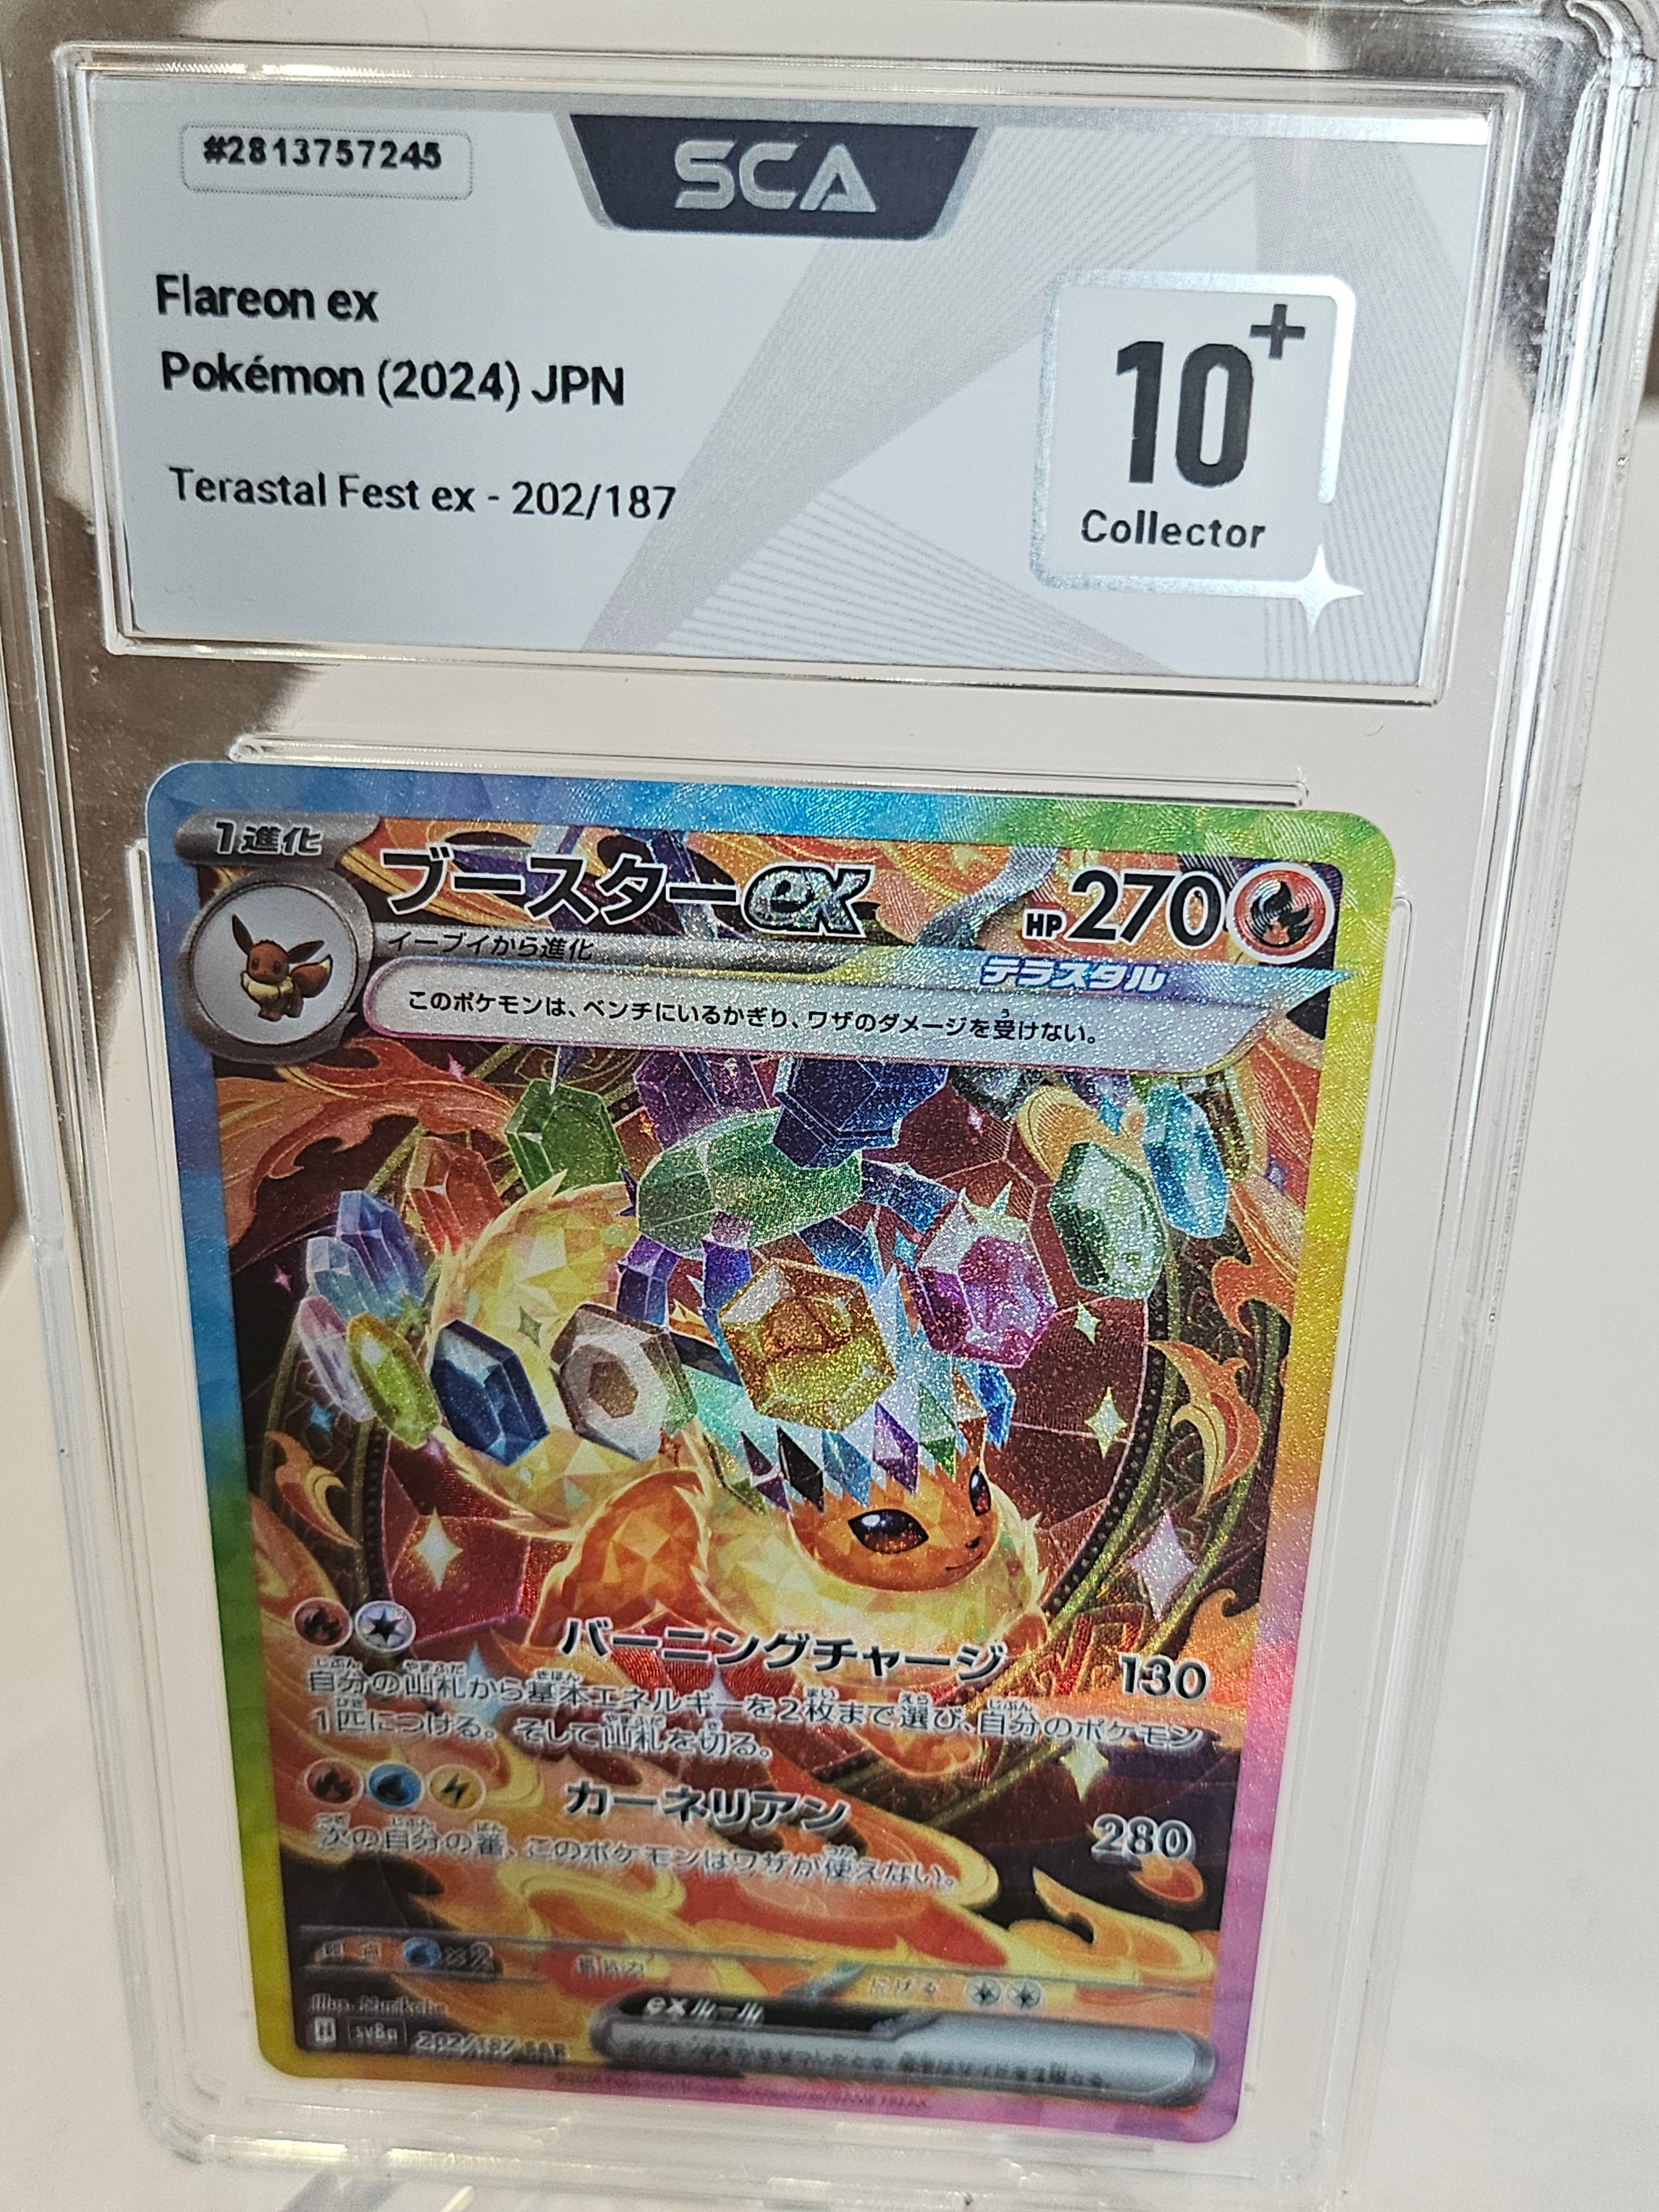 #2813757245
SCA
Flareon ex
Pokémon (2024) JPN
Terastal Fest ex - 202/187
10+
Collector
1進化
ブースターex
HP270
イーブイから進化
テラスタル
このポケモンは、ベンチにいるかぎり、ワザのダメージを受けない。
バーニングチャージ 130
自分の山札から基本エネルギーを2枚まで選び、自分のポケモン
1匹につける。そして山札を切る。
カーネリアン 280
次の自分の番、このポケモンはワザが使えない。
弱点 ×2
抵抗力
にげる
exルール
sv8a 202/187 SAR